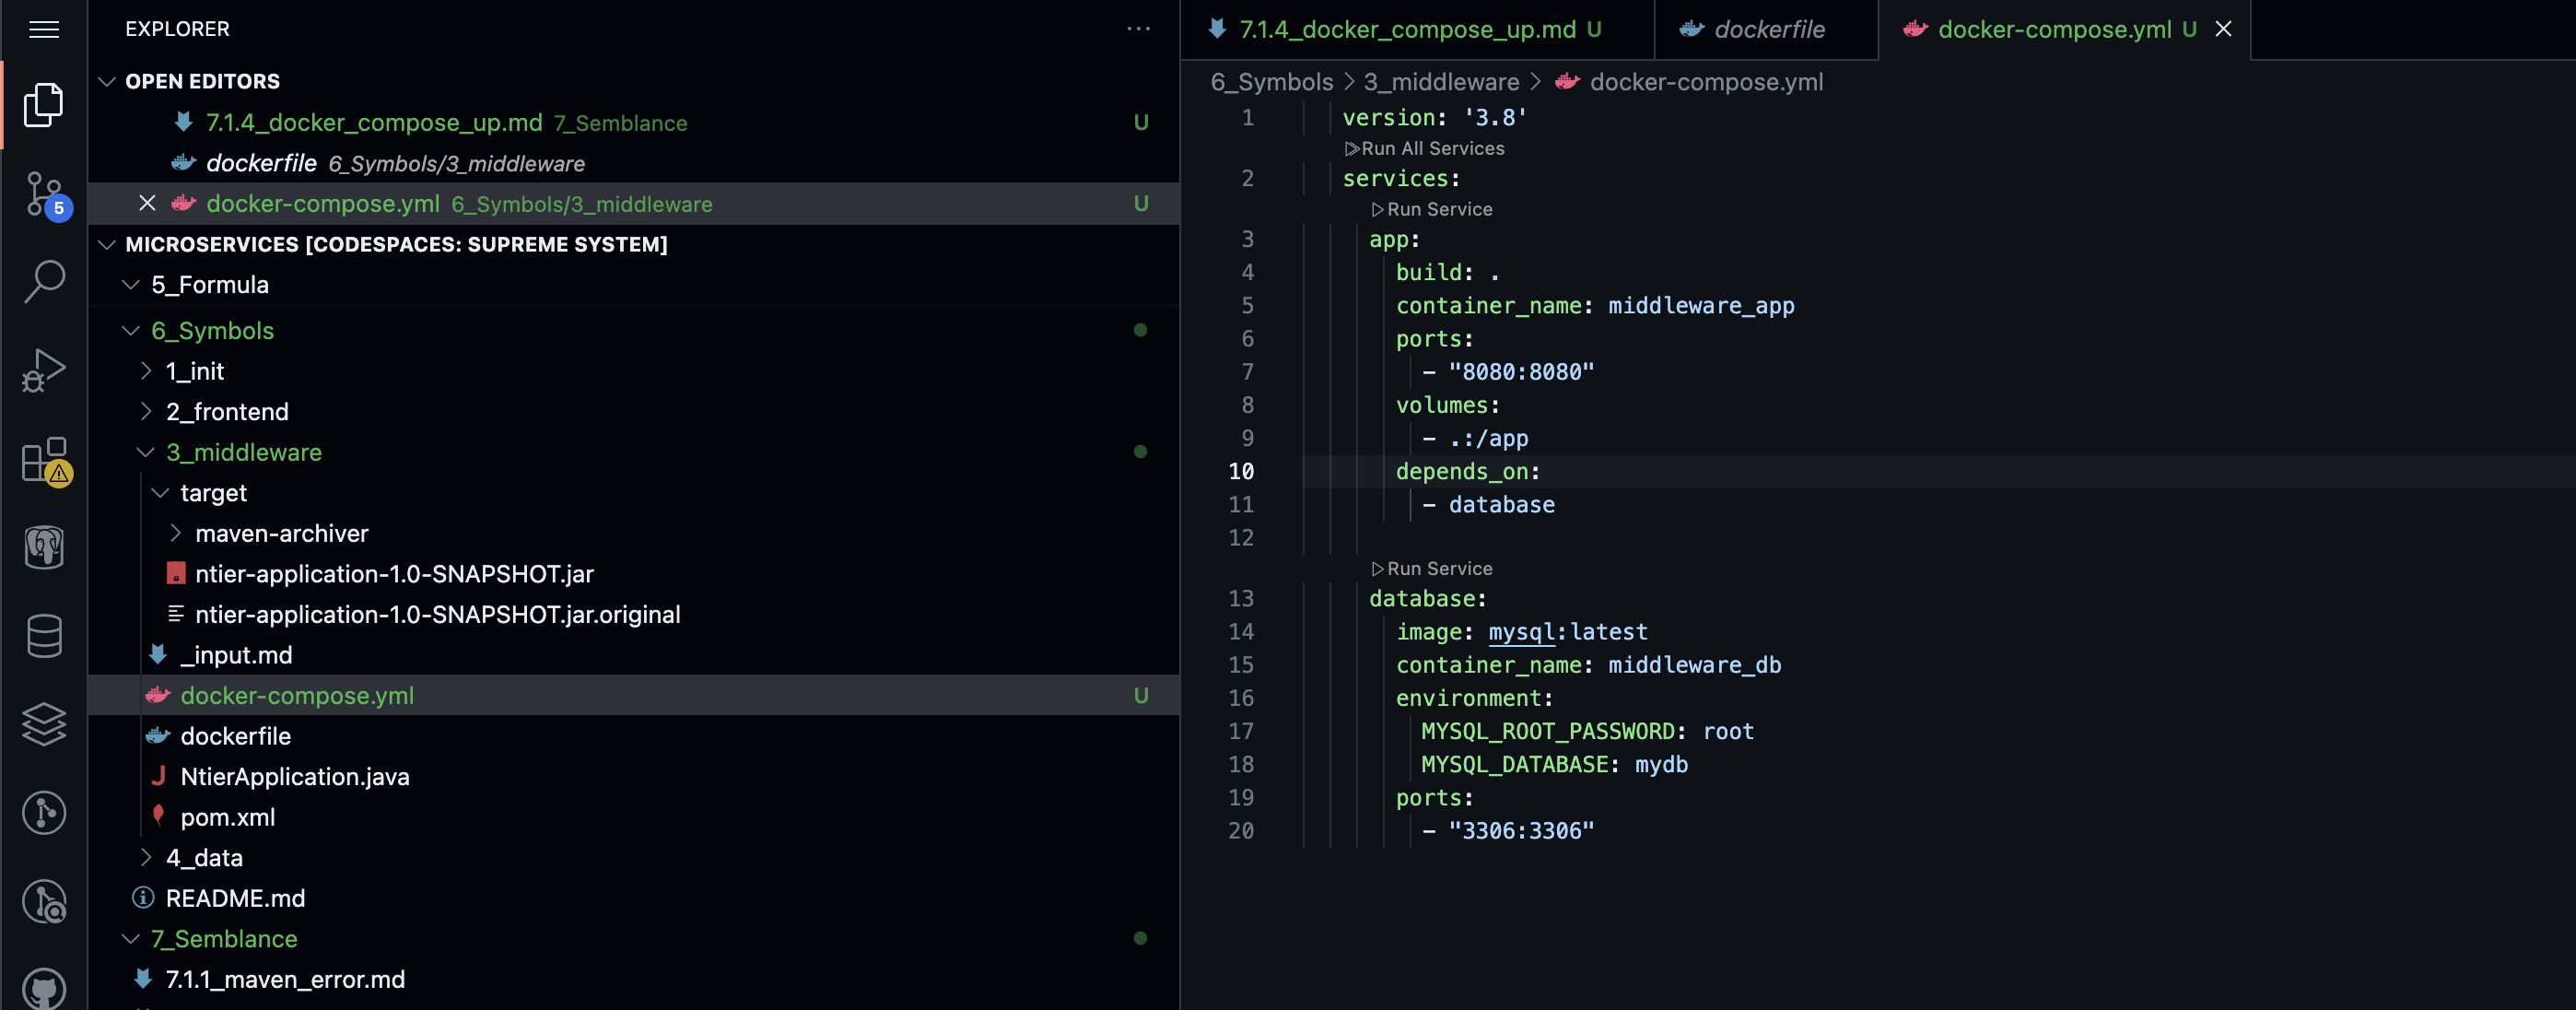 EXPLORER
OPEN EDITORS
7.1.4_docker_compose_up.md 7_Semblance U
dockerfile 6_Symbols/3_middleware
docker-compose.yml 6_Symbols/3_middleware U
MICROSERVICES [CODESPACES: SUPREME SYSTEM]
5_Formula
6_Symbols
1_init
2_frontend
3_middleware
target
maven-archiver
ntier-application-1.0-SNAPSHOT.jar
ntier-application-1.0-SNAPSHOT.jar.original
_input.md
docker-compose.yml U
dockerfile
NtierApplication.java
pom.xml
4_data
README.md
7_Semblance
7.1.1_maven_error.md
5
7.1.4_docker_compose_up.md U
dockerfile
docker-compose.yml U
6_Symbols > 3_middleware > docker-compose.yml
1 version: '3.8'
Run All Services
2 services:
Run Service
3 app:
4 build: .
5 container_name: middleware_app
6 ports:
7 - "8080:8080"
8 volumes:
9 - .:/app
10 depends_on:
11 - database
12
Run Service
13 database:
14 image: mysql:latest
15 container_name: middleware_db
16 environment:
17 MYSQL_ROOT_PASSWORD: root
18 MYSQL_DATABASE: mydb
19 ports:
20 - "3306:3306"